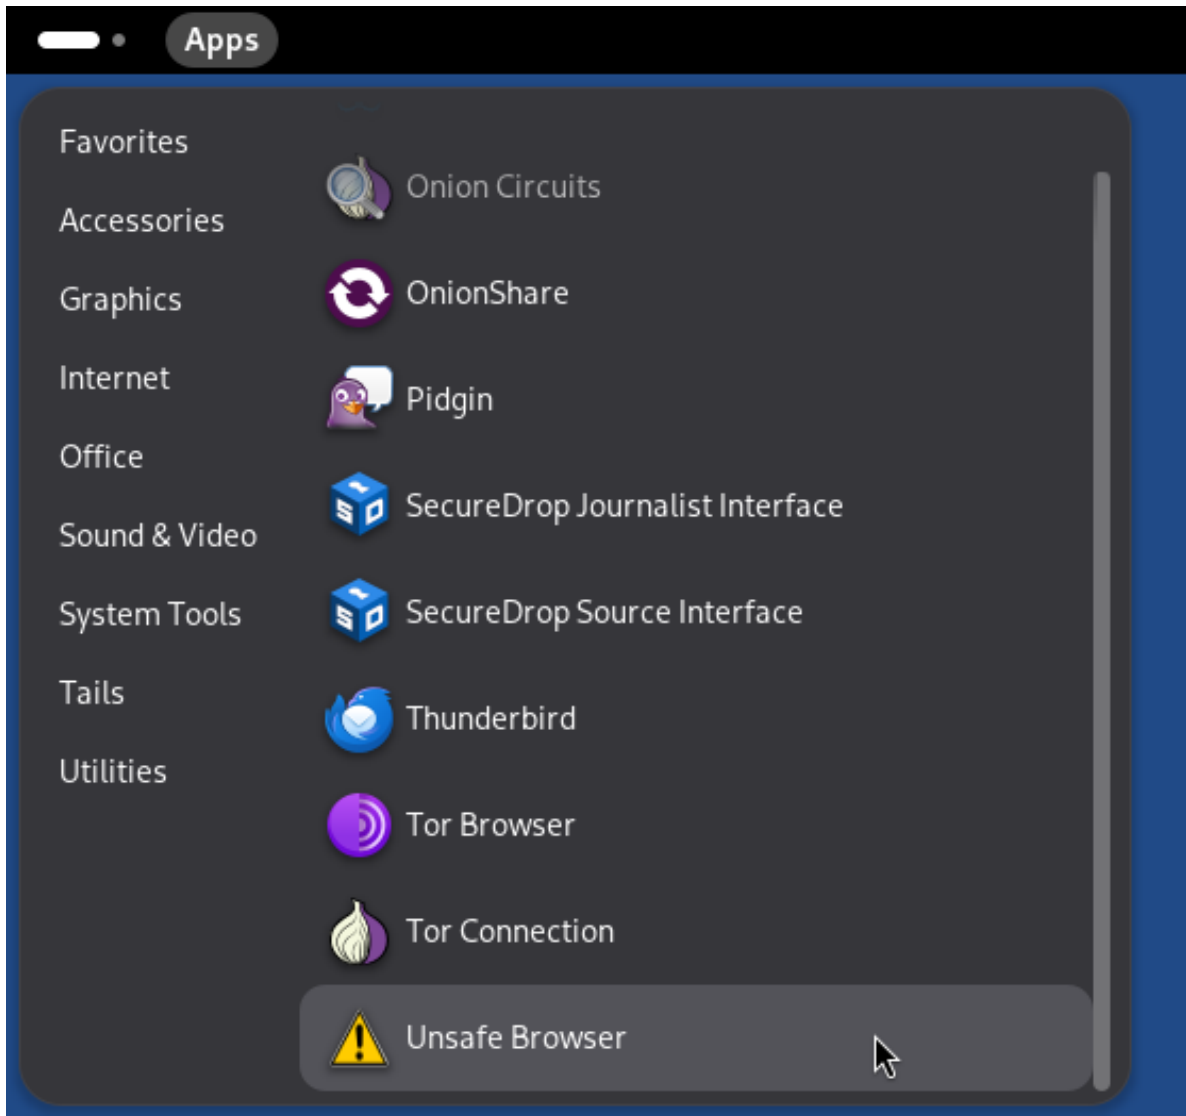 Apps
Favorites
Accessories
Graphics
Internet
Office
Sound & Video
System Tools
Tails
Utilities
Onion Circuits
OnionShare
Pidgin
SecureDrop Journalist Interface
SecureDrop Source Interface
Thunderbird
Tor Browser
Tor Connection
Unsafe Browser